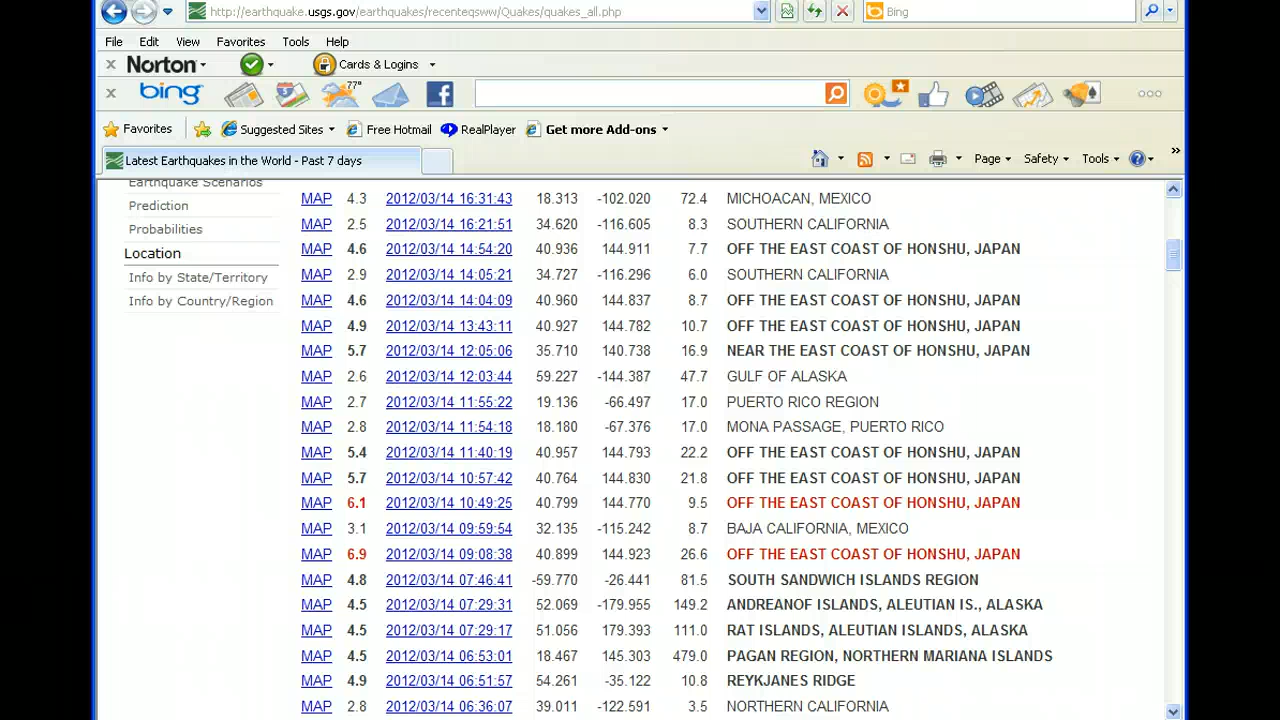 http://earthquake.usgs.gov/earthquakes/recenteqsww/Quakes/quakes_all.php Bing
File Edit View Favorites Tools Help
Norton Cards & Logins
bing 77°
Favorites Suggested Sites Free Hotmail RealPlayer Get more Add-ons
Latest Earthquakes in the World - Past 7 days Page Safety Tools
Earthquake Scenarios
Prediction
Probabilities
Location
Info by State/Territory
Info by Country/Region
MAP 4.3 2012/03/14 16:31:43 18.313 -102.020 72.4 MICHOACAN, MEXICO
MAP 2.5 2012/03/14 16:21:51 34.620 -116.605 8.3 SOUTHERN CALIFORNIA
MAP 4.6 2012/03/14 14:54:20 40.936 144.911 7.7 OFF THE EAST COAST OF HONSHU, JAPAN
MAP 2.9 2012/03/14 14:05:21 34.727 -116.296 6.0 SOUTHERN CALIFORNIA
MAP 4.6 2012/03/14 14:04:09 40.960 144.837 8.7 OFF THE EAST COAST OF HONSHU, JAPAN
MAP 4.9 2012/03/14 13:43:11 40.927 144.782 10.7 OFF THE EAST COAST OF HONSHU, JAPAN
MAP 5.7 2012/03/14 12:05:06 35.710 140.738 16.9 NEAR THE EAST COAST OF HONSHU, JAPAN
MAP 2.6 2012/03/14 12:03:44 59.227 -144.387 47.7 GULF OF ALASKA
MAP 2.7 2012/03/14 11:55:22 19.136 -66.497 17.0 PUERTO RICO REGION
MAP 2.8 2012/03/14 11:54:18 18.180 -67.376 17.0 MONA PASSAGE, PUERTO RICO
MAP 5.4 2012/03/14 11:40:19 40.957 144.793 22.2 OFF THE EAST COAST OF HONSHU, JAPAN
MAP 5.7 2012/03/14 10:57:42 40.764 144.830 21.8 OFF THE EAST COAST OF HONSHU, JAPAN
MAP 6.1 2012/03/14 10:49:25 40.799 144.770 9.5 OFF THE EAST COAST OF HONSHU, JAPAN
MAP 3.1 2012/03/14 09:59:54 32.135 -115.242 8.7 BAJA CALIFORNIA, MEXICO
MAP 6.9 2012/03/14 09:08:38 40.899 144.923 26.6 OFF THE EAST COAST OF HONSHU, JAPAN
MAP 4.8 2012/03/14 07:46:41 -59.770 -26.441 81.5 SOUTH SANDWICH ISLANDS REGION
MAP 4.5 2012/03/14 07:29:31 52.069 -179.955 149.2 ANDREANOF ISLANDS, ALEUTIAN IS., ALASKA
MAP 4.5 2012/03/14 07:29:17 51.056 179.393 111.0 RAT ISLANDS, ALEUTIAN ISLANDS, ALASKA
MAP 4.5 2012/03/14 06:53:01 18.467 145.303 479.0 PAGAN REGION, NORTHERN MARIANA ISLANDS
MAP 4.9 2012/03/14 06:51:57 54.261 -35.122 10.8 REYKJANES RIDGE
MAP 2.8 2012/03/14 06:36:07 39.011 -122.591 3.5 NORTHERN CALIFORNIA